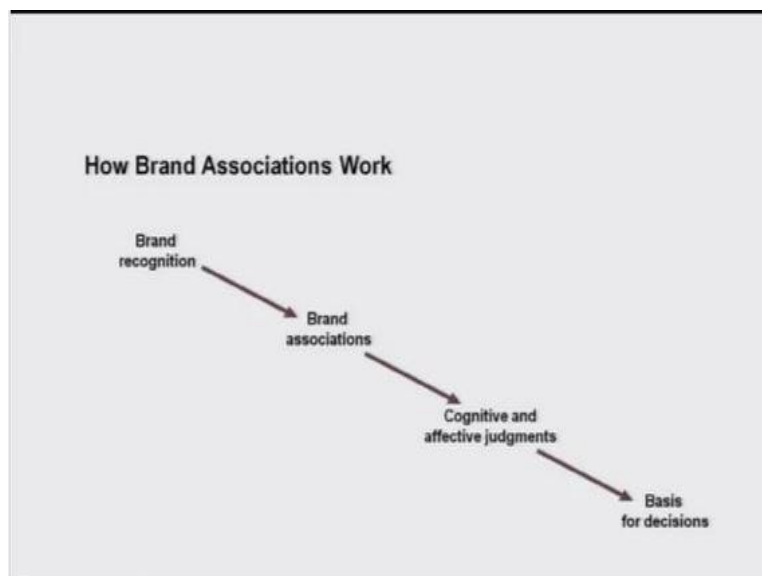 How Brand Associations Work
Brand
recognition
Brand
associations
Cognitive and
affective judgments
Basis
for decisions